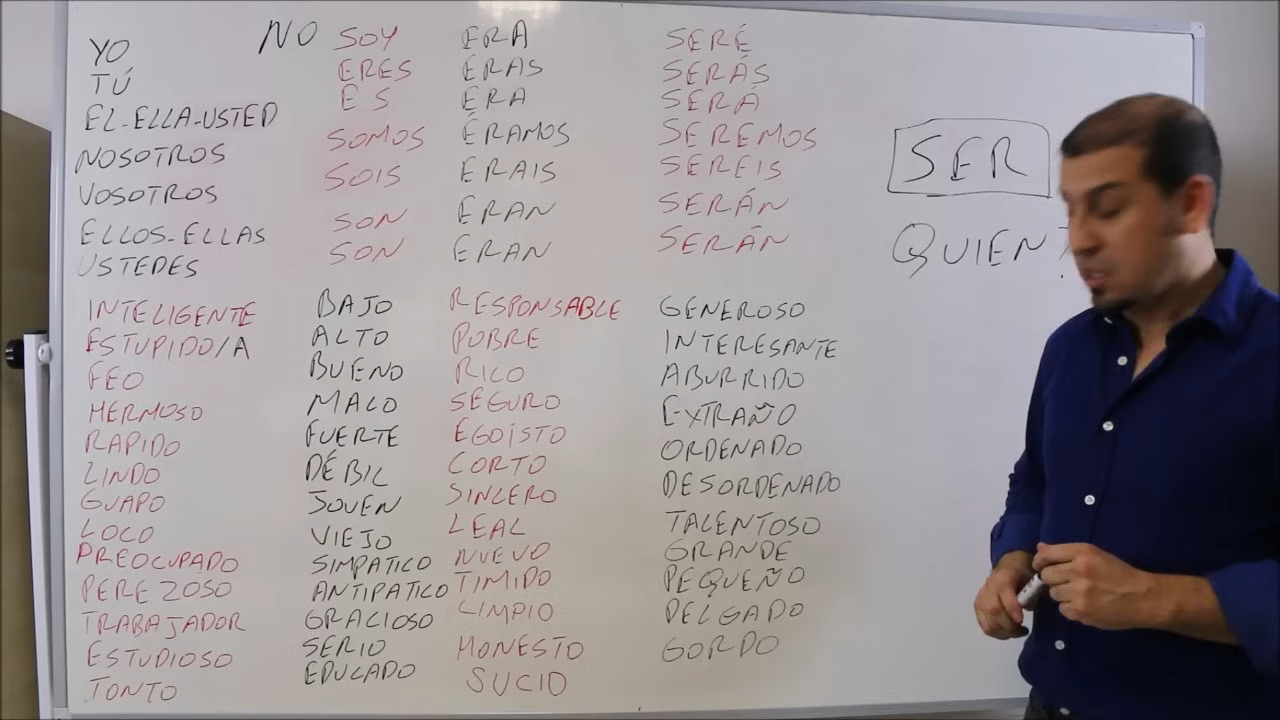 YO NO SOY ERA SERÉ
TÚ ERES ERAS SERÁS
EL-ELLA-USTED ES ERA SERÁ
NOSOTROS SOMOS ÉRAMOS SEREMOS
VOSOTROS SOIS ERAIS SEREIS
ELLOS-ELLAS SON ERAN SERÁN
USTEDES SON ERAN SERÁN
SER
QUIEN?
INTELIGENTE BAJO RESPONSABLE GENEROSO
ESTUPIDO/A ALTO POBRE INTERESANTE
FEO BUENO RICO ABURRIDO
HERMOSO MALO SEGURO EXTRAÑO
RAPIDO FUERTE EGOÍSTO ORDENADO
LINDO DÉBIL CORTO DESORDENADO
GUAPO JOVEN SINCERO TALENTOSO
LOCO VIEJO LEAL GRANDE
PREOCUPADO SIMPATICO NUEVO PEQUEÑO
PEREZOSO ANTIPATICO TIMIDO DELGADO
TRABAJADOR GRACIOSO LIMPIO GORDO
ESTUDIOSO SERIO HONESTO
TONTO EDUCADO SUCIO